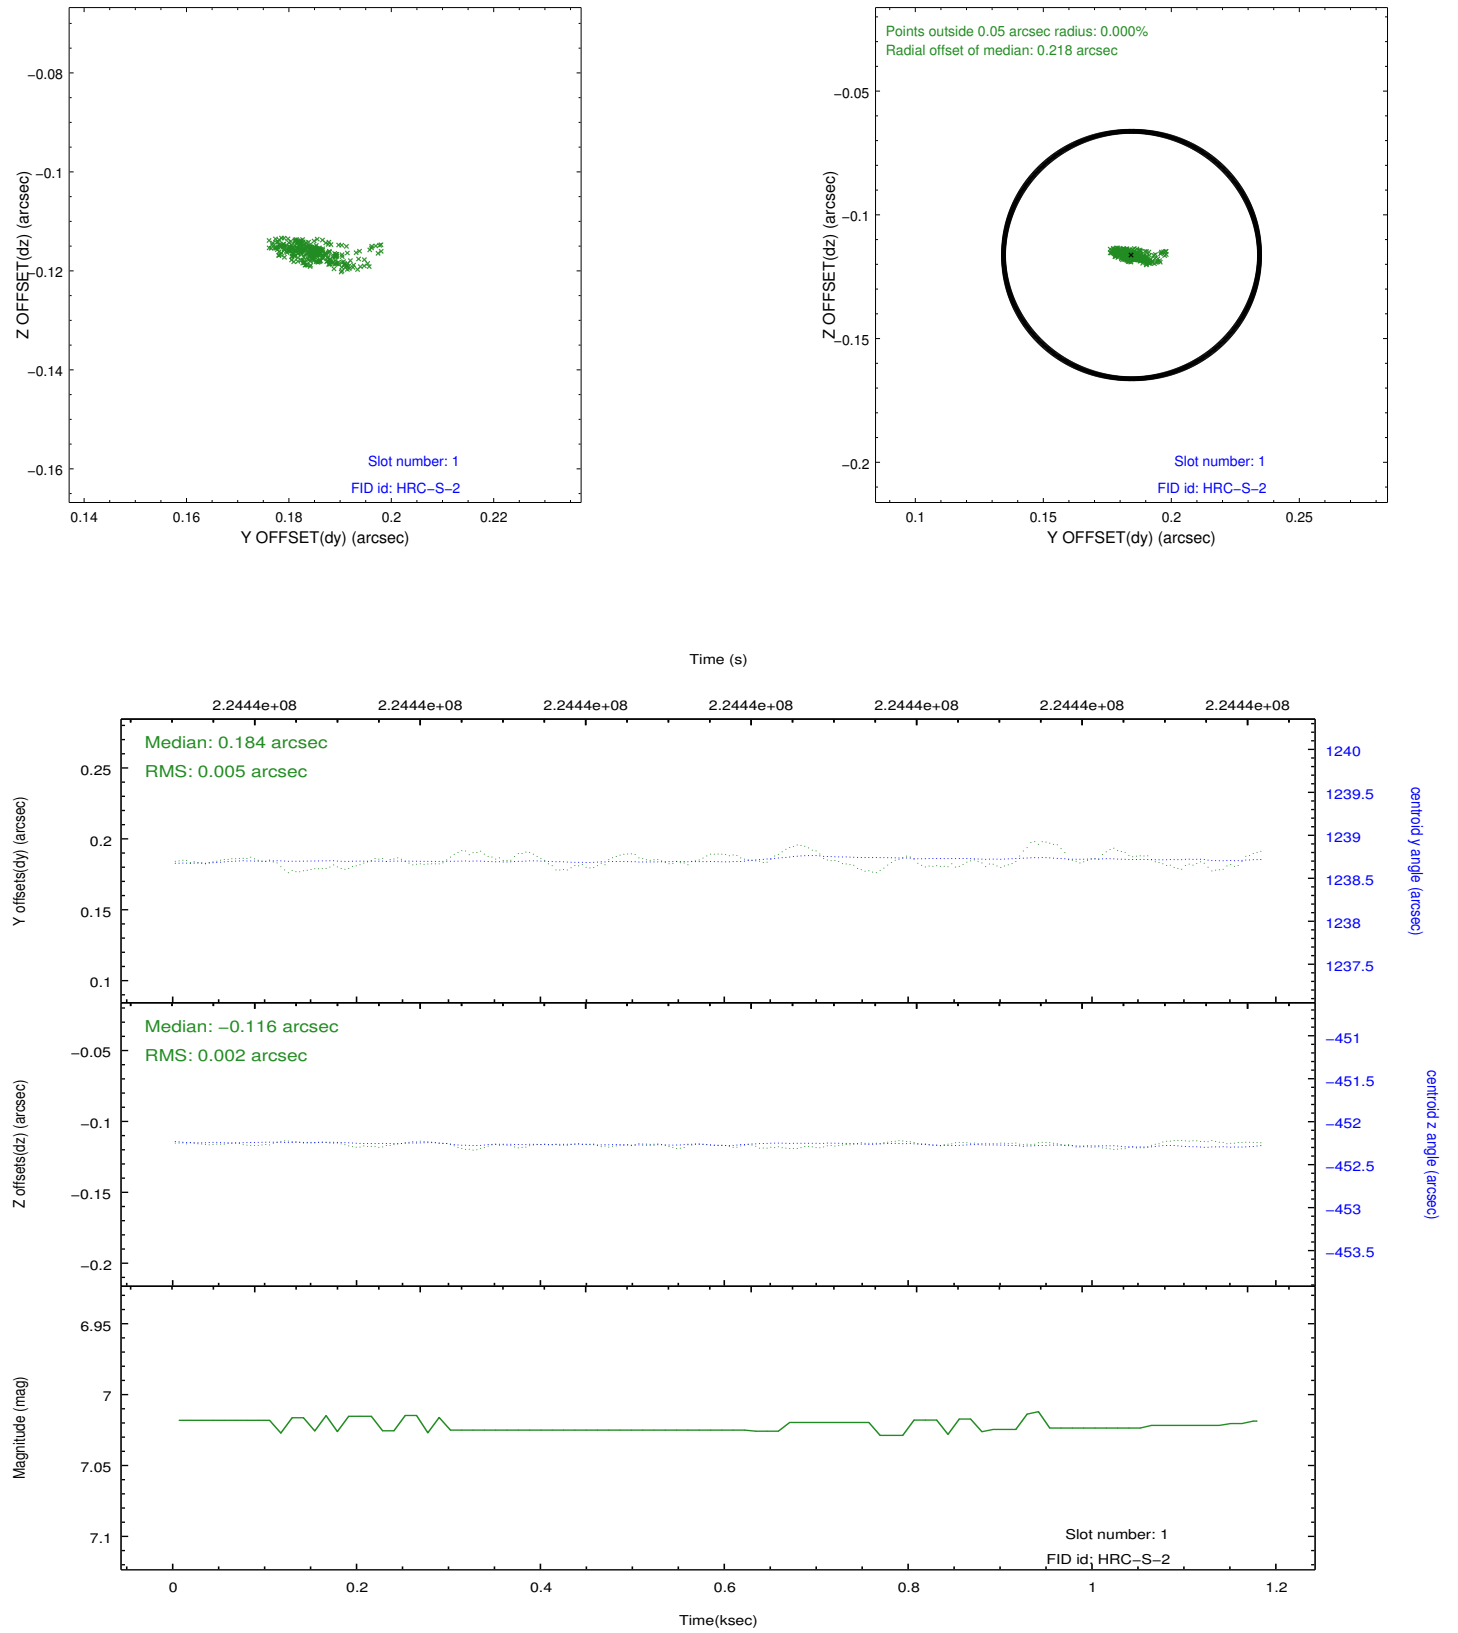 −0.08
−0.1
−0.12
−0.14
−0.16
Z OFFSET(dz) (arcsec)
Slot number: 1
FID id: HRC−S−2
0.14 0.16 0.18 0.2 0.22
Y OFFSET(dy) (arcsec)
Points outside 0.05 arcsec radius: 0.000%
Radial offset of median: 0.218 arcsec
−0.05
−0.1
−0.15
−0.2
Z OFFSET(dz) (arcsec)
Slot number: 1
FID id: HRC−S−2
0.1 0.15 0.2 0.25
Y OFFSET(dy) (arcsec)
Time (s)
2.2444e+08 2.2444e+08 2.2444e+08 2.2444e+08 2.2444e+08 2.2444e+08 2.2444e+08
Median: 0.184 arcsec
RMS: 0.005 arcsec
0.25
0.2
0.15
0.1
Y offsets(dy) (arcsec)
1240
1239.5
1239
1238.5
1238
1237.5
centroid y angle (arcsec)
Median: −0.116 arcsec
RMS: 0.002 arcsec
−0.05
−0.1
−0.15
−0.2
Z offsets(dz) (arcsec)
−451
−451.5
−452
−452.5
−453
−453.5
centroid z angle (arcsec)
6.95
7
7.05
7.1
Magnitude (mag)
Slot number: 1
FID id: HRC−S−2
0 0.2 0.4 0.6 0.8 1 1.2
Time(ksec)